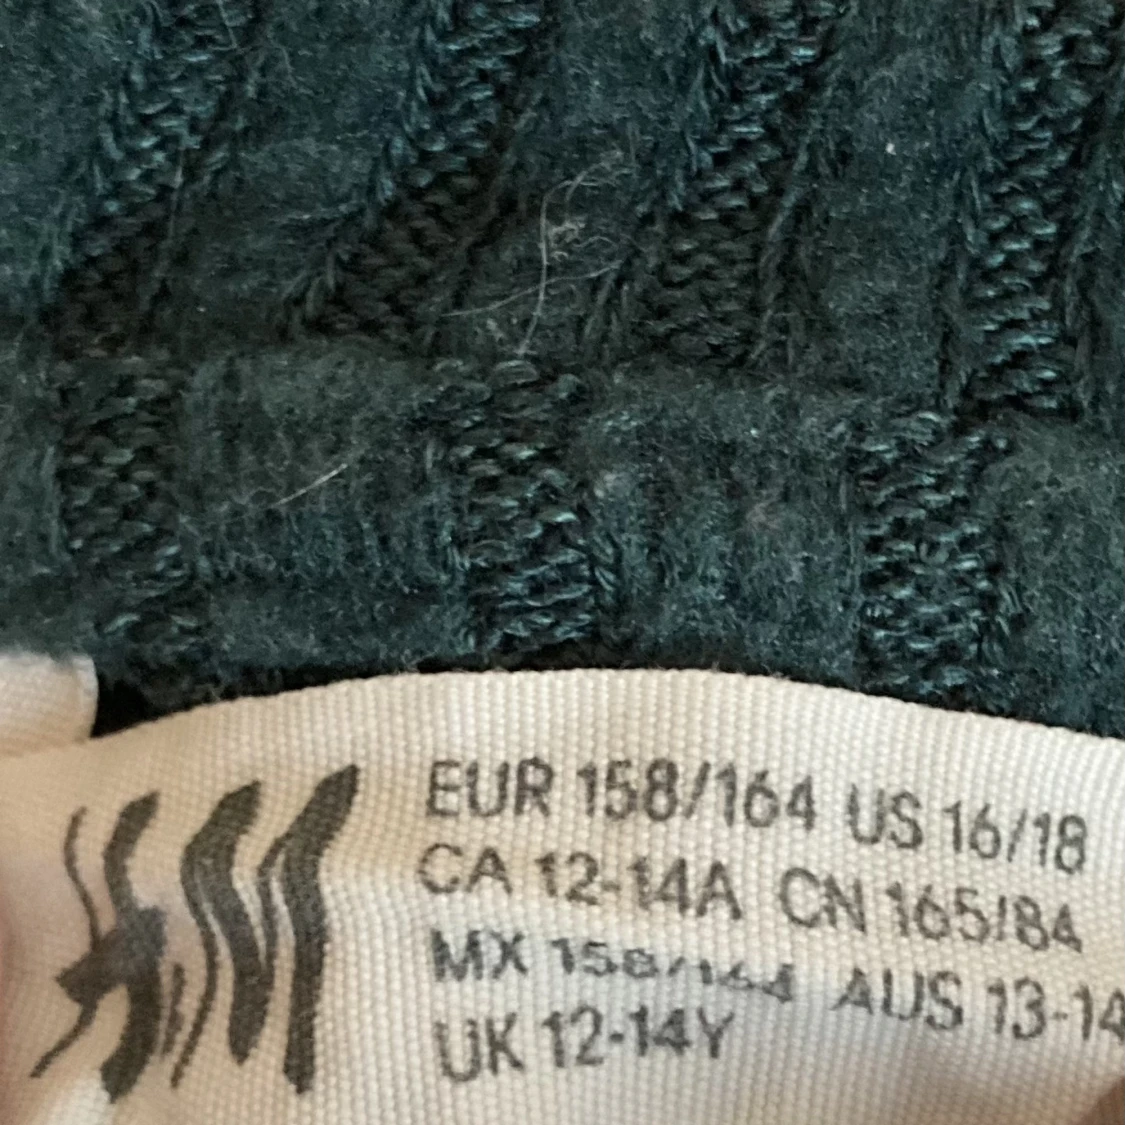 H&M
EUR 158/164 US 16/18
CA 12-14A CN 165/84
MX 158/164 AUS 13-14
UK 12-14Y